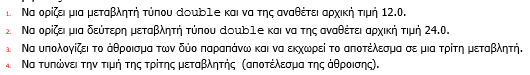 1. Να ορίζει μια μεταβλητή τύπου double και να της αναθέτει αρχική τιμή 12.0.
2. Να ορίζει μια δεύτερη μεταβλητή τύπου double και να της αναθέτει αρχική τιμή 24.0.
3. Να υπολογίζει το άθροισμα των δύο παραπάνω και να εκχωρεί το αποτέλεσμα σε μια τρίτη μεταβλητή.
4. Να τυπώνει την τιμή της τρίτης μεταβλητής (αποτέλεσμα της άθροισης).